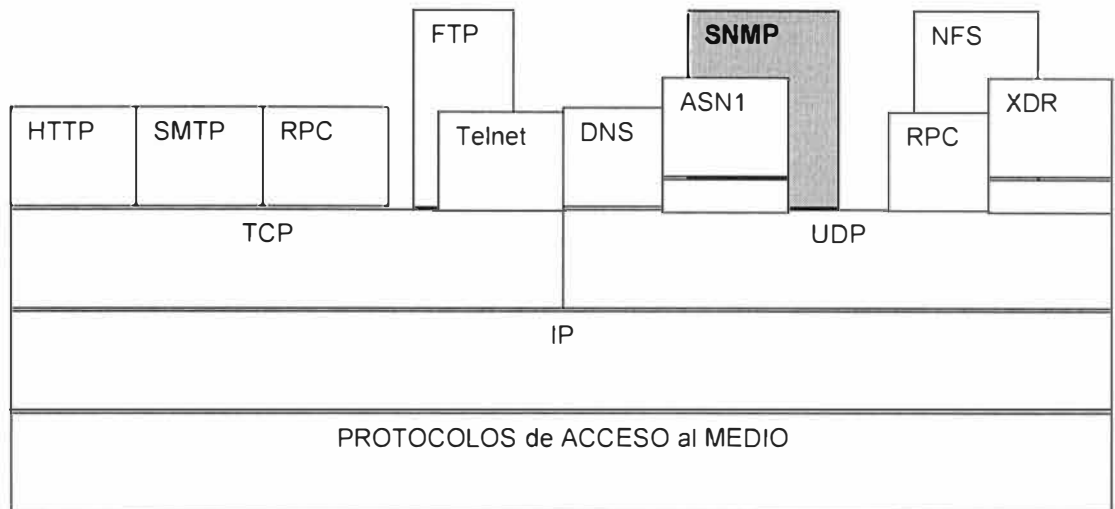 FTP
SNMP
NFS
HTTP
SMTP
RPC
Telnet
DNS
ASN1
RPC
XDR
TCP
UDP
IP
PROTOCOLOS de ACCESO al MEDIO